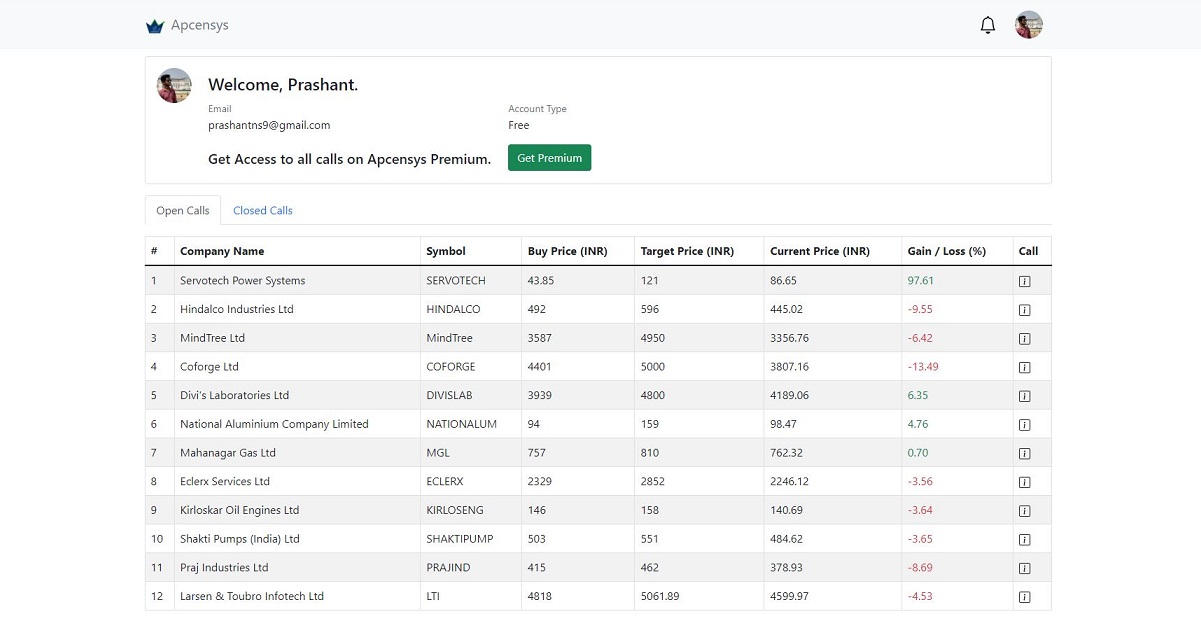 Apcensys
Welcome, Prashant.
Email Account Type
prashantns9@gmail.com Free
Get Access to all calls on Apcensys Premium. Get Premium
Open Calls Closed Calls
# Company Name Symbol Buy Price (INR) Target Price (INR) Current Price (INR) Gain / Loss (%) Call
1 Servotech Power Systems SERVOTECH 43.85 121 86.65 97.61 i
2 Hindalco Industries Ltd HINDALCO 492 596 445.02 -9.55 i
3 MindTree Ltd MindTree 3587 4950 3356.76 -6.42 i
4 Coforge Ltd COFORGE 4401 5000 3807.16 -13.49 i
5 Divi's Laboratories Ltd DIVISLAB 3939 4800 4189.06 6.35 i
6 National Aluminium Company Limited NATIONALUM 94 159 98.47 4.76 i
7 Mahanagar Gas Ltd MGL 757 810 762.32 0.70 i
8 Eclerx Services Ltd ECLERX 2329 2852 2246.12 -3.56 i
9 Kirloskar Oil Engines Ltd KIRLOSENG 146 158 140.69 -3.64 i
10 Shakti Pumps (India) Ltd SHAKTIPUMP 503 551 484.62 -3.65 i
11 Praj Industries Ltd PRAJIND 415 462 378.93 -8.69 i
12 Larsen & Toubro Infotech Ltd LTI 4818 5061.89 4599.97 -4.53 i